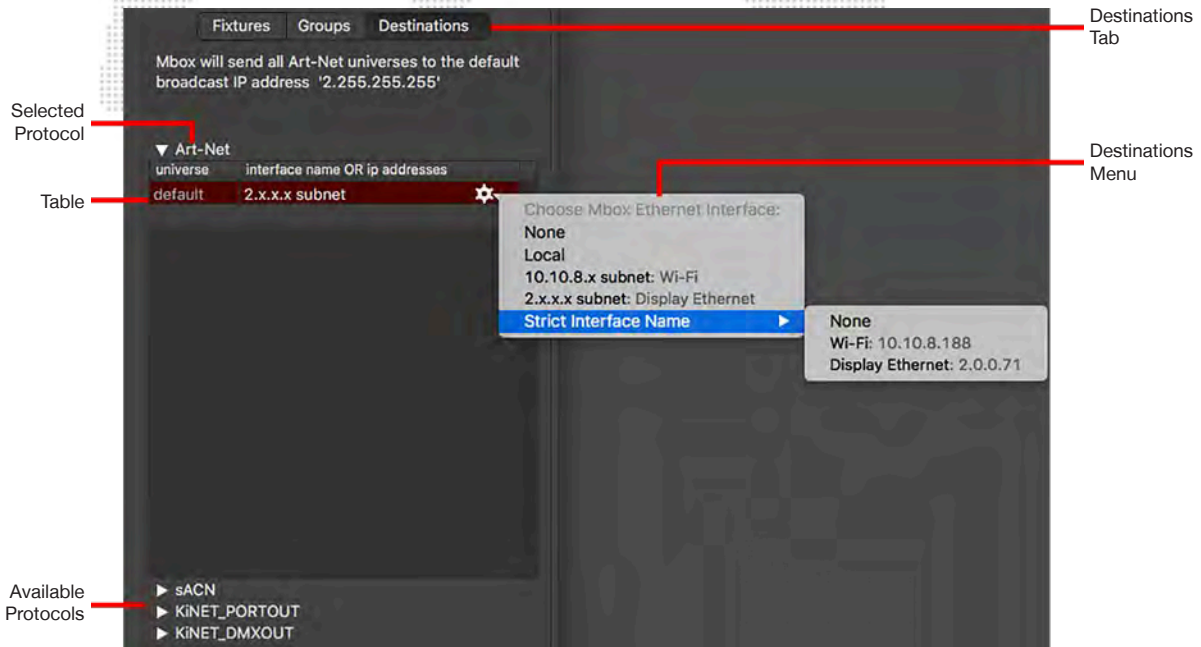 Destinations
Tab
Fixtures Groups Destinations
Mbox will send all Art-Net universes to the default
broadcast IP address '2.255.255.255'
Selected
Protocol
Art-Net
universe interface name OR ip addresses
Destinations
Menu
Table
default 2.x.x.x subnet
Choose Mbox Ethernet Interface:
None
Local
10.10.8.x subnet: Wi-Fi
2.x.x.x subnet: Display Ethernet
Strict Interface Name
None
Wi-Fi: 10.10.8.188
Display Ethernet: 2.0.0.71
Available
Protocols
sACN
KiNET_PORTOUT
KiNET_DMXOUT